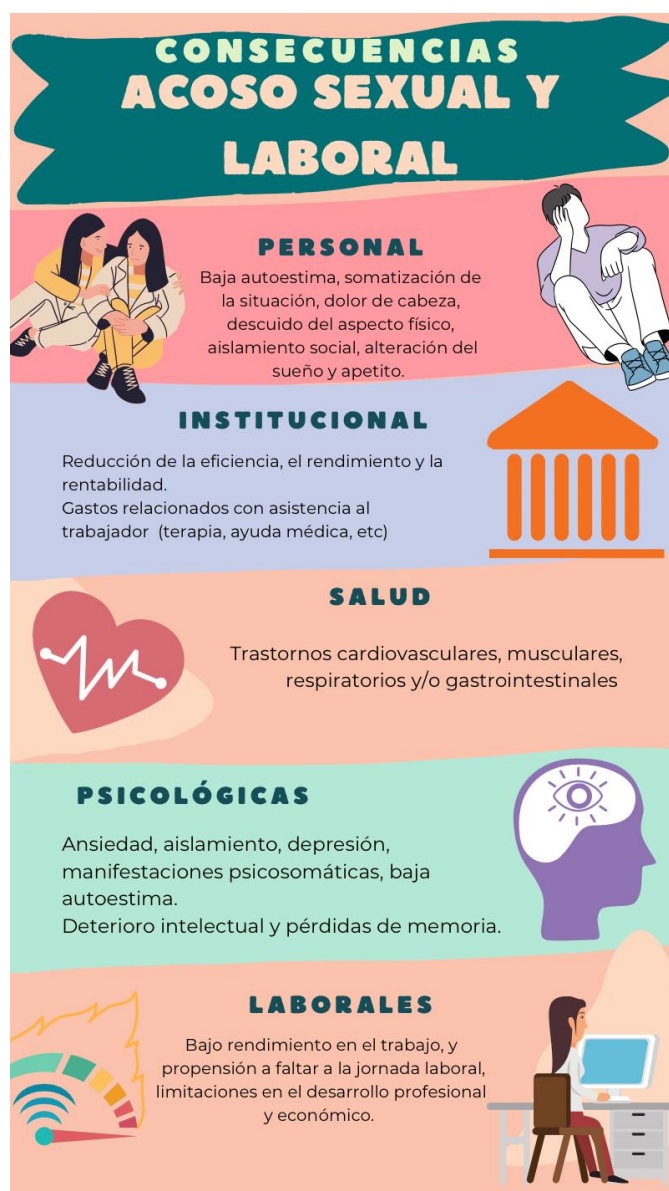 CONSECUENCIAS
ACOSO SEXUAL Y
LABORAL
PERSONAL
Baja autoestima, somatización de
la situación, dolor de cabeza,
descuido del aspecto físico,
aislamiento social, alteración del
sueño y apetito.
INSTITUCIONAL
Reducción de la eficiencia, el rendimiento y la
rentabilidad.
Gastos relacionados con asistencia al
trabajador (terapia, ayuda médica, etc)
SALUD
Trastornos cardiovasculares, musculares,
respiratorios y/o gastrointestinales
PSICOLÓGICAS
Ansiedad, aislamiento, depresión,
manifestaciones psicosomáticas, baja
autoestima.
Deterioro intelectual y pérdidas de memoria.
LABORALES
Bajo rendimiento en el trabajo, y
propensión a faltar a la jornada laboral,
limitaciones en el desarrollo profesional
y económico.